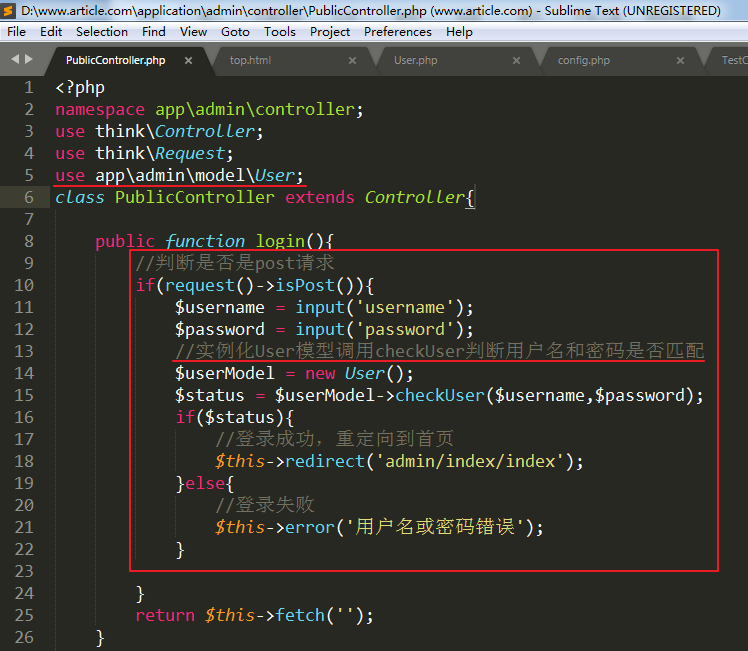 D:\www.article.com\application\admin\controller\PublicController.php (www.article.com) - Sublime Text (UNREGISTERED)
File Edit Selection Find View Goto Tools Project Preferences Help
PublicController.php × top.html × User.php × config.php × TestC
1 <?php
2 namespace app\admin\controller;
3 use think\Controller;
4 use think\Request;
5 use app\admin\model\User;
6 class PublicController extends Controller{
7
8 public function login(){
9 //判断是否是post请求
10 if(request()->isPost()){
11 $username = input('username');
12 $password = input('password');
13 //实例化User模型调用checkUser判断用户名和密码是否匹配
14 $userModel = new User();
15 $status = $userModel->checkUser($username,$password);
16 if($status){
17 //登录成功，重定向到首页
18 $this->redirect('admin/index/index');
19 }else{
20 //登录失败
21 $this->error('用户名或密码错误');
22 }
23
24 }
25 return $this->fetch('');
26 }